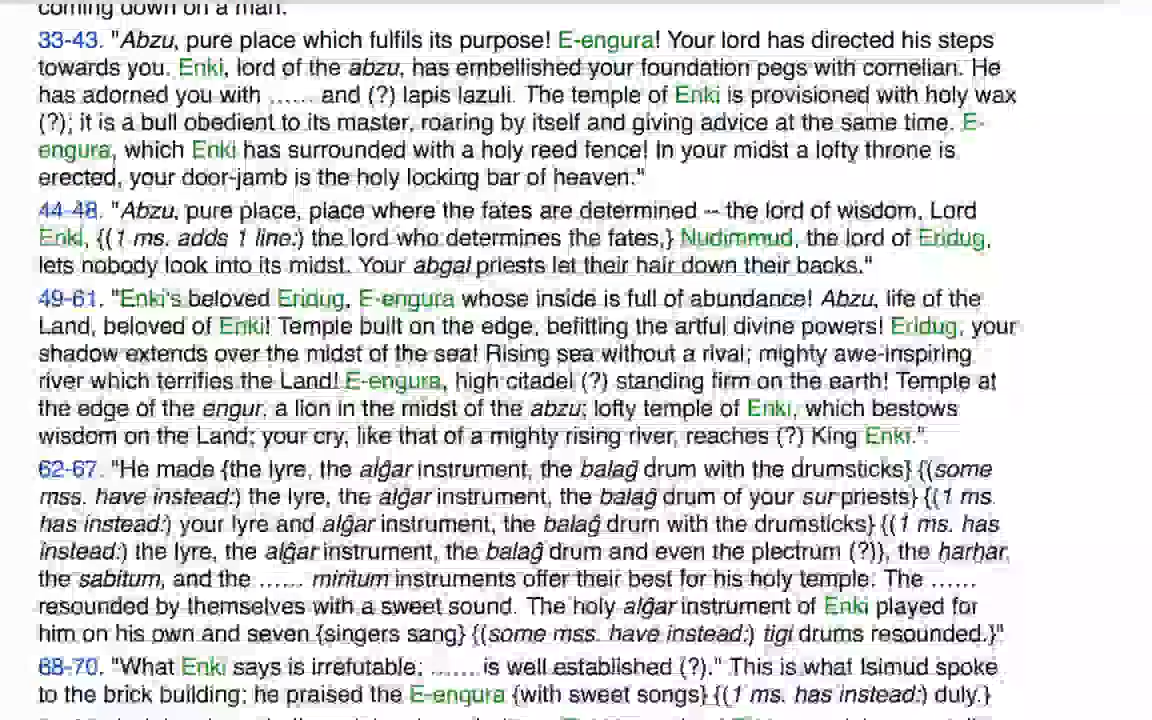 coming down on a man.
33-43. "Abzu, pure place which fulfils its purpose! E-engura! Your lord has directed his steps
towards you. Enki, lord of the abzu, has embellished your foundation pegs with cornelian. He
has adorned you with ...... and (?) lapis lazuli. The temple of Enki is provisioned with holy wax
(?); it is a bull obedient to its master, roaring by itself and giving advice at the same time. E-
engura, which Enki has surrounded with a holy reed fence! In your midst a lofty throne is
erected, your door-jamb is the holy locking bar of heaven."
44-48. "Abzu, pure place, place where the fates are determined -- the lord of wisdom, Lord
Enki, {(1 ms. adds 1 line:) the lord who determines the fates,} Nudimmud, the lord of Eridug,
lets nobody look into its midst. Your abgal priests let their hair down their backs."
49-61. "Enki's beloved Eridug, E-engura whose inside is full of abundance! Abzu, life of the
Land, beloved of Enki! Temple built on the edge, befitting the artful divine powers! Eridug, your
shadow extends over the midst of the sea! Rising sea without a rival; mighty awe-inspiring
river which terrifies the Land! E-engura, high citadel (?) standing firm on the earth! Temple at
the edge of the engur, a lion in the midst of the abzu; lofty temple of Enki, which bestows
wisdom on the Land; your cry, like that of a mighty rising river, reaches (?) King Enki."
62-67. "He made {the lyre, the alĝar instrument, the balaĝ drum with the drumsticks} {(some
mss. have instead:) the lyre, the alĝar instrument, the balaĝ drum of your sur priests} {(1 ms.
has instead:) your lyre and alĝar instrument, the balaĝ drum with the drumsticks} {(1 ms. has
instead:) the lyre, the alĝar instrument, the balaĝ drum and even the plectrum (?)}, the ḫarḫar,
the sabitum, and the ...... miritum instruments offer their best for his holy temple. The ......
resounded by themselves with a sweet sound. The holy alĝar instrument of Enki played for
him on his own and seven {singers sang} {(some mss. have instead:) tigi drums resounded.}"
68-70. "What Enki says is irrefutable; ...... is well established (?)." This is what Isimud spoke
to the brick building; he praised the E-engura {with sweet songs} {(1 ms. has instead:) duly.}